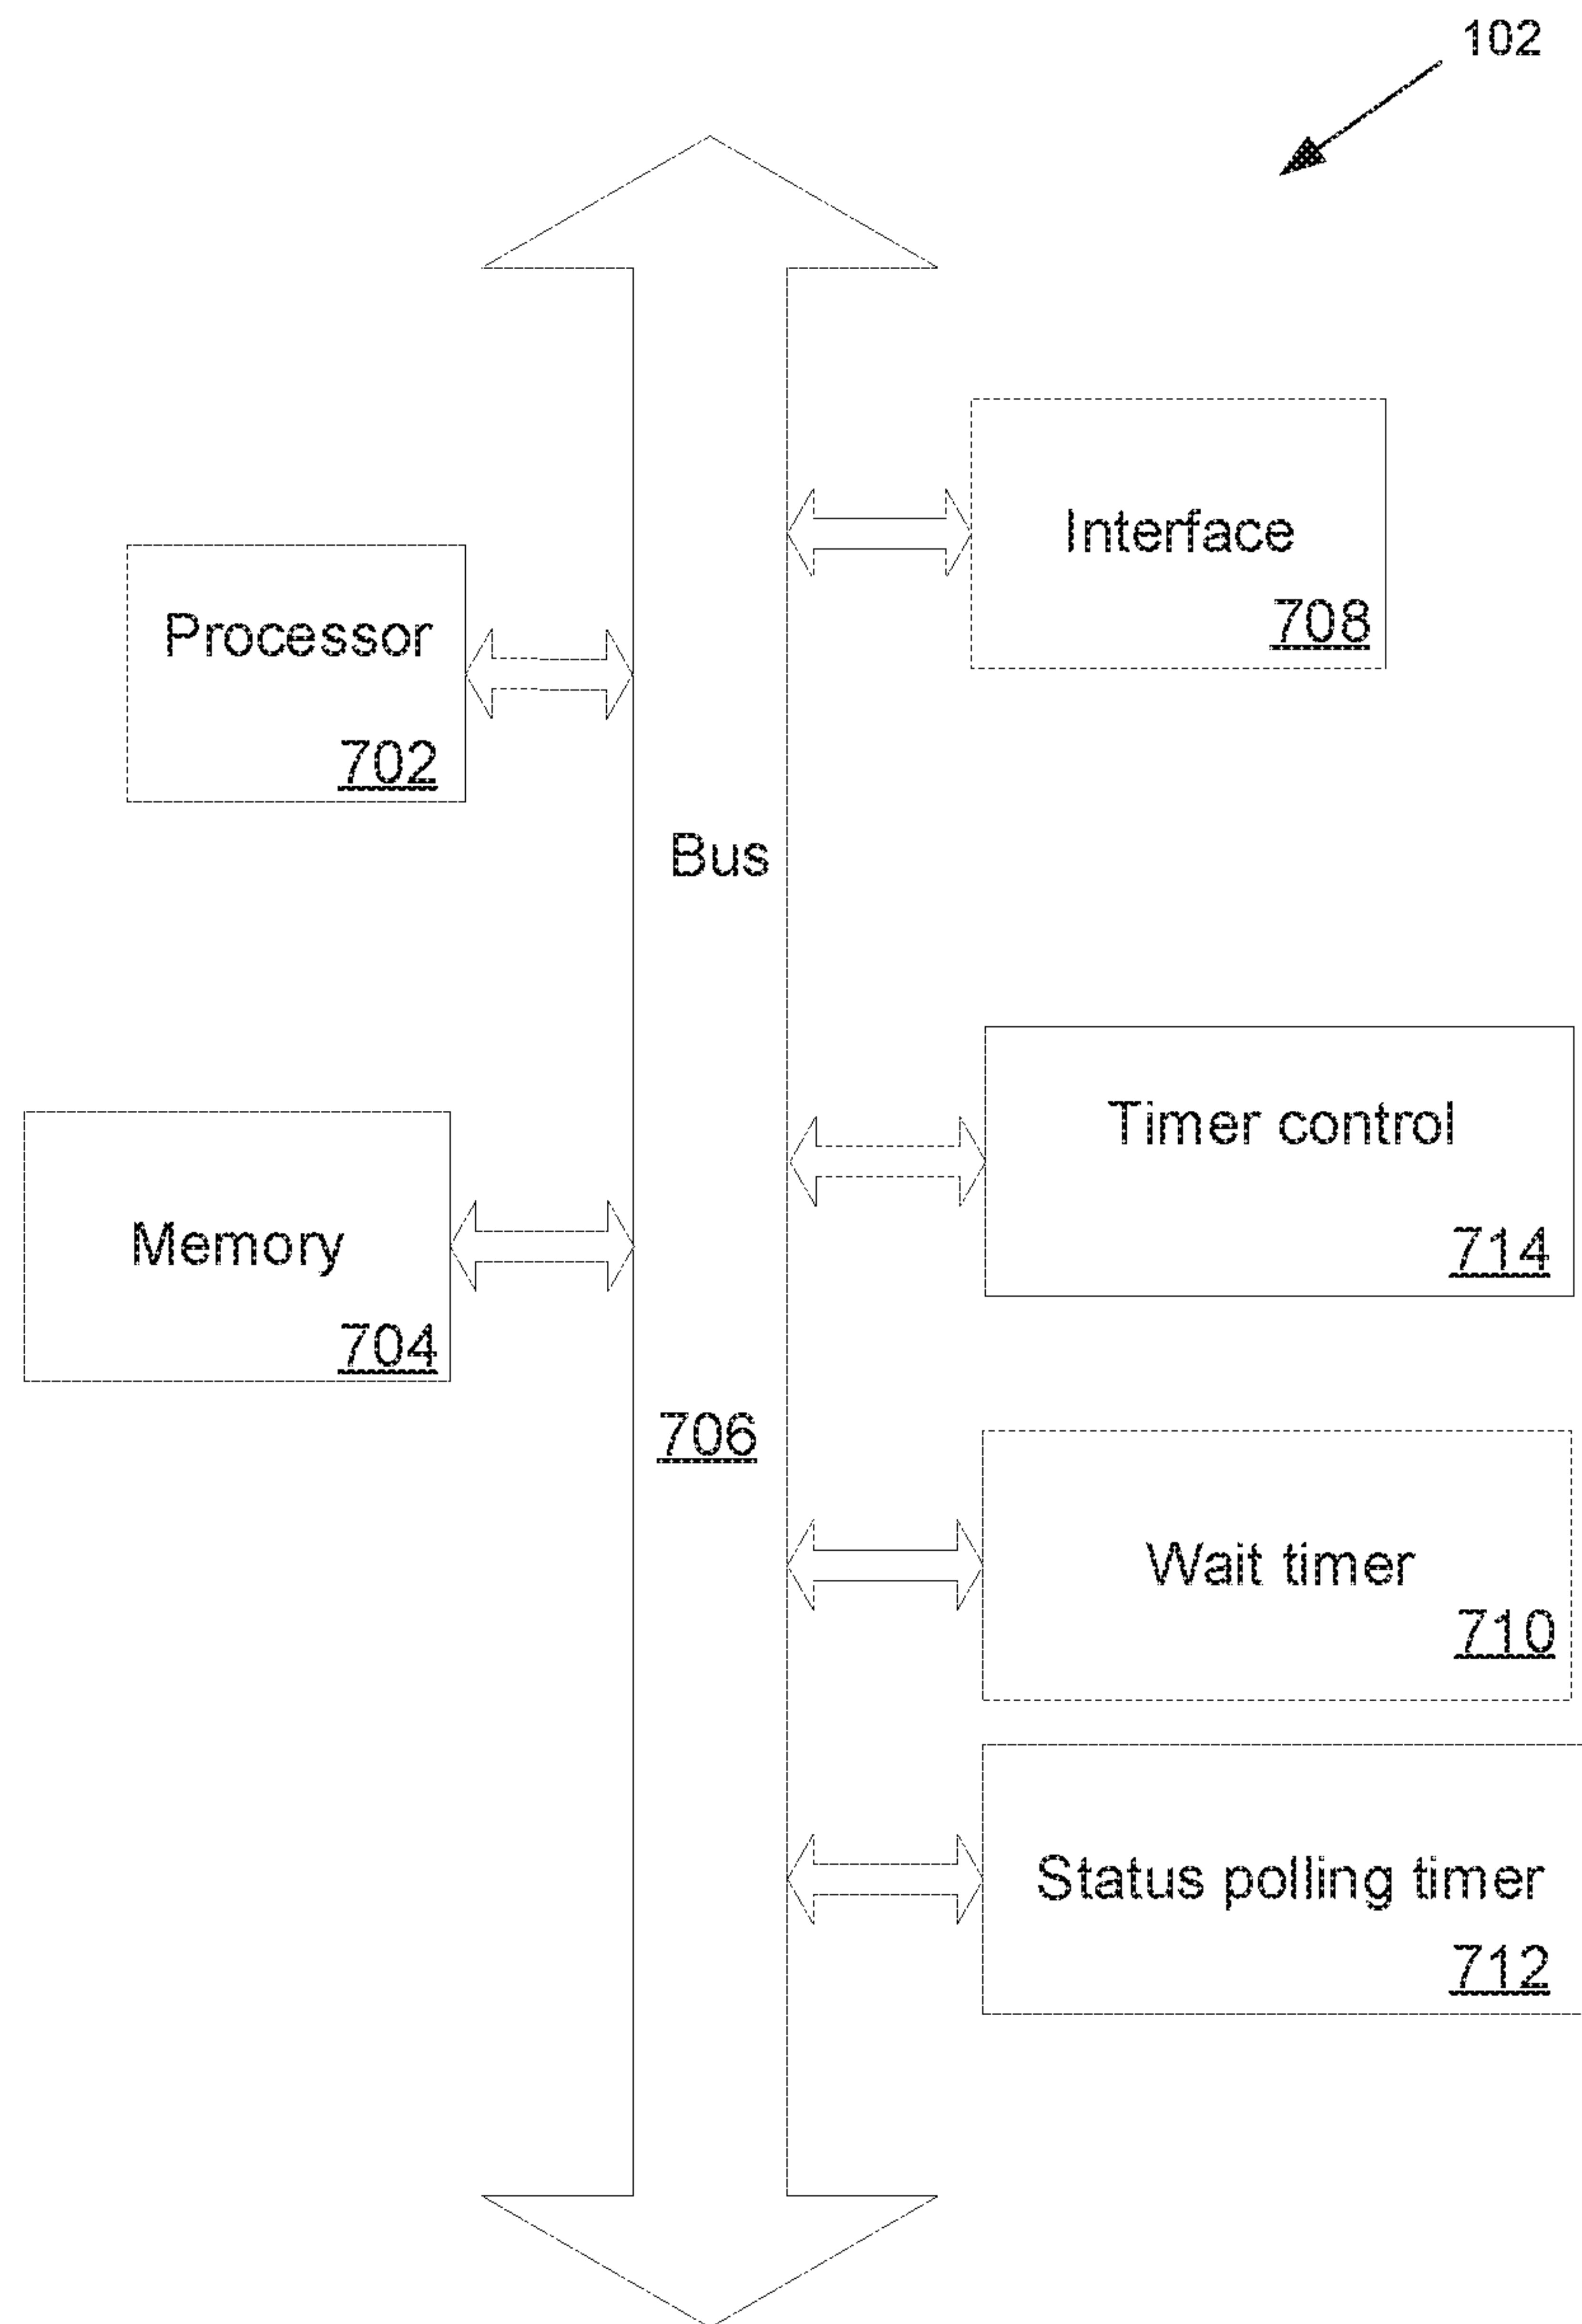 102
Interface
708
Processor
702
Bus
Timer control
714
Memory
704
706
Wait timer
710
Status polling timer
712